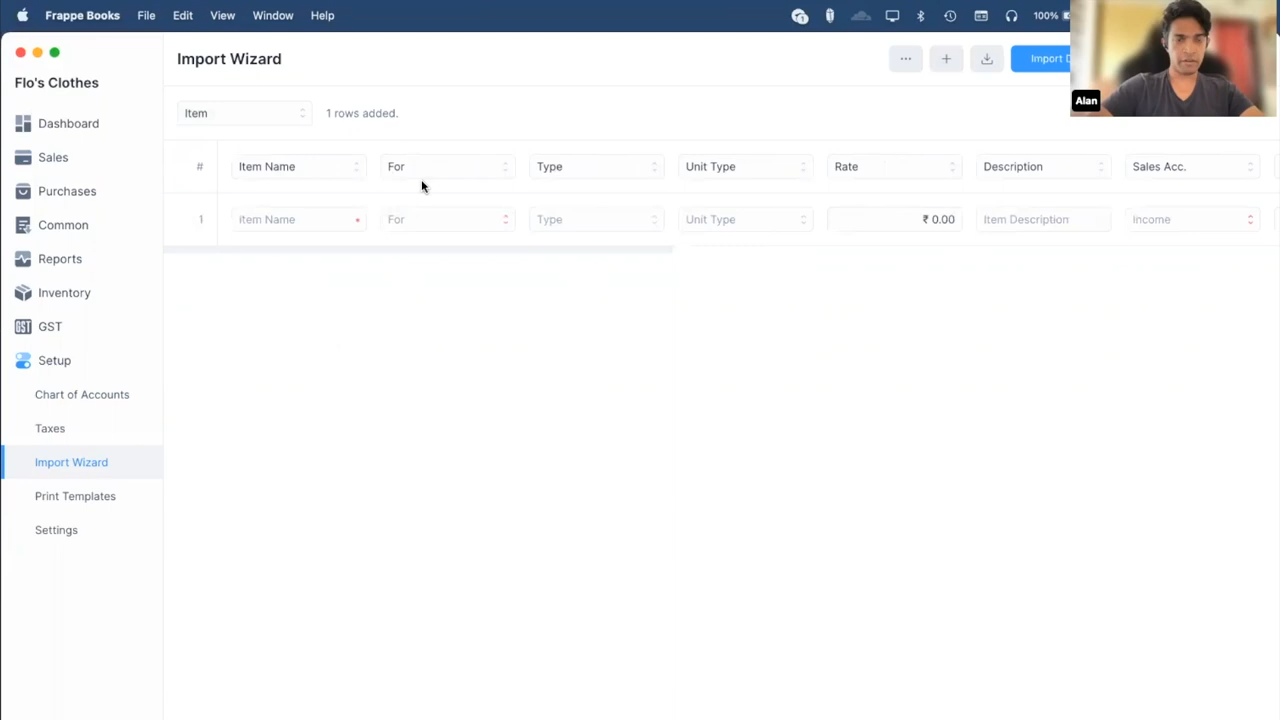 Frappe Books File Edit View Window Help 100%
Flo's Clothes
Dashboard
Sales
Purchases
Common
Reports
Inventory
GST GST
Setup
Chart of Accounts
Taxes
Import Wizard
Print Templates
Settings
Import Wizard
... Import
Item 1 rows added.
# Item Name For Type Unit Type Rate Description Sales Acc.
1 Item Name For Type Unit Type ₹ 0.00 Item Description Income
Alan